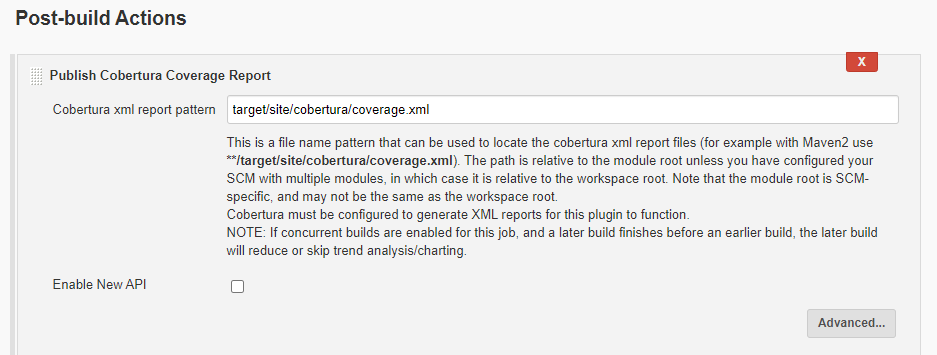 Post-build Actions
X
Publish Cobertura Coverage Report
Cobertura xml report pattern
target/site/cobertura/coverage.xml
This is a file name pattern that can be used to locate the cobertura xml report files (for example with Maven2 use
**/target/site/cobertura/coverage.xml). The path is relative to the module root unless you have configured your
SCM with multiple modules, in which case it is relative to the workspace root. Note that the module root is SCM-
specific, and may not be the same as the workspace root.
Cobertura must be configured to generate XML reports for this plugin to function.
NOTE: If concurrent builds are enabled for this job, and a later build finishes before an earlier build, the later build
will reduce or skip trend analysis/charting.
Enable New API
Advanced...